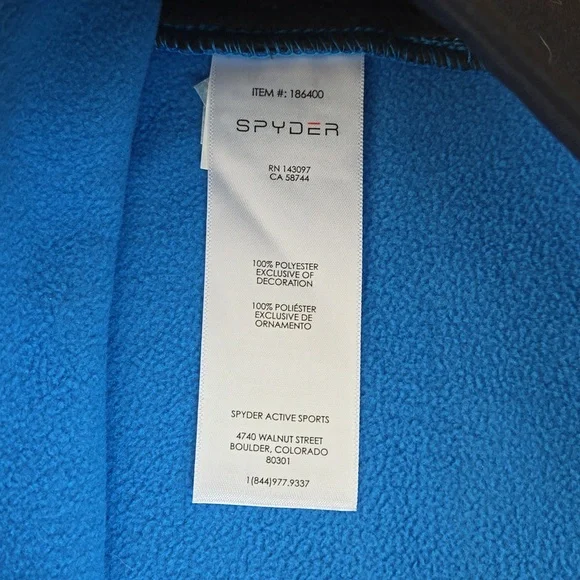 ITEM #: 186400
SPYDER
RN 143097
CA 58744
100% POLYESTER
EXCLUSIVE OF
DECORATION
100% POLIÉSTER
EXCLUSIVE DE
ORNAMENTO
SPYDER ACTIVE SPORTS
4740 WALNUT STREET
BOULDER, COLORADO
80301
1(844)977.9337